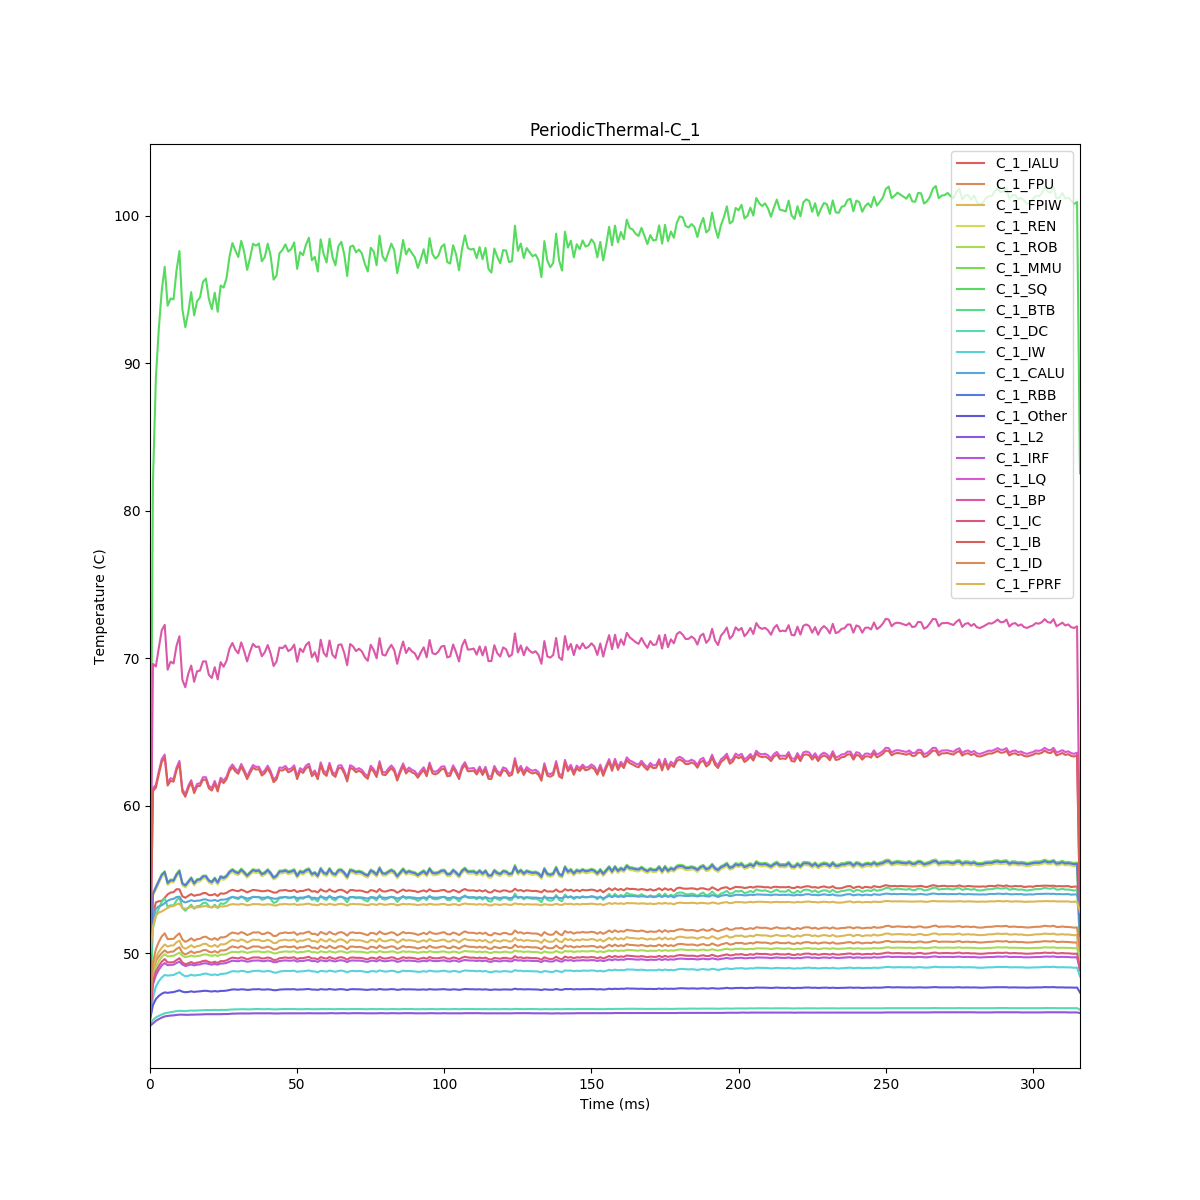 PeriodicThermal-C_1
C_1_IALU
C_1_FPU
C_1_FPIW
C_1_REN
C_1_ROB
C_1_MMU
C_1_SQ
C_1_BTB
C_1_DC
C_1_IW
C_1_CALU
C_1_RBB
C_1_Other
C_1_L2
C_1_IRF
C_1_LQ
C_1_BP
C_1_IC
C_1_IB
C_1_ID
C_1_FPRF
100
90
80
70
60
50
Temperature (C)
0 50 100 150 200 250 300
Time (ms)